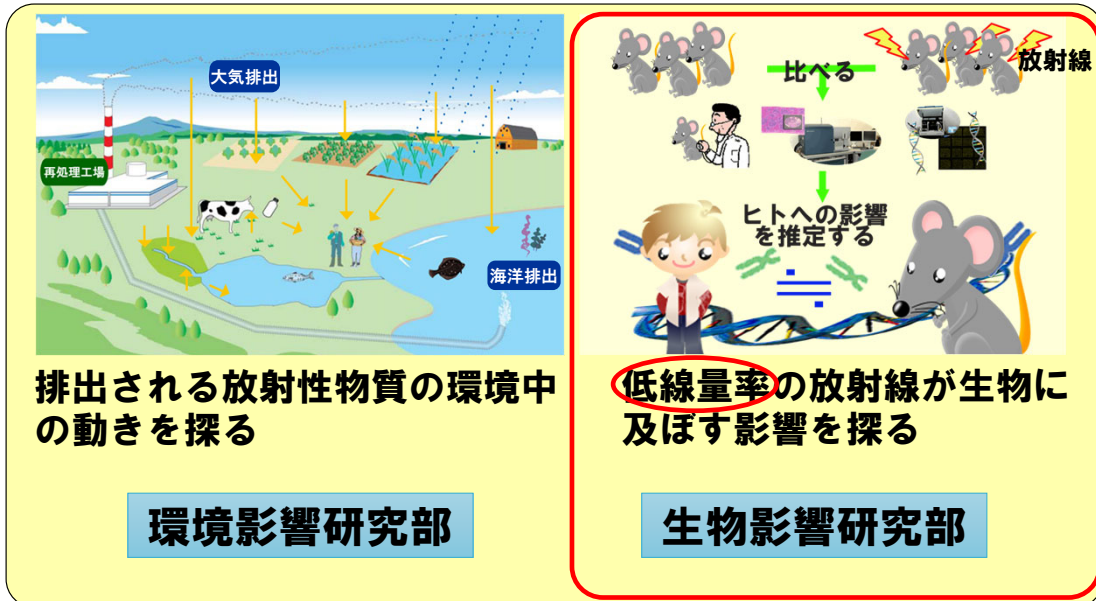 大気排出
再処理工場
海洋排出
排出される放射性物質の環境中
の動きを探る
環境影響研究部
放射線
比べる
ヒトへの影響
を推定する
低線量率の放射線が生物に
及ぼす影響を探る
生物影響研究部